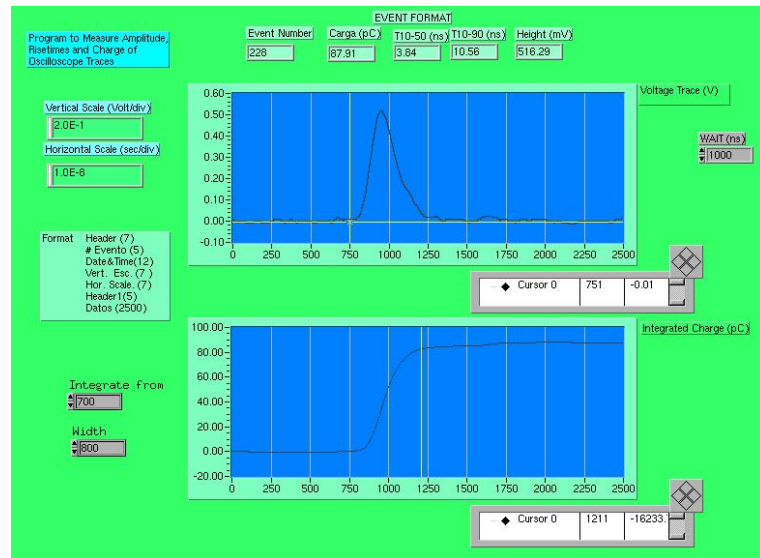 EVENT FORMAT
Program to Measure Amplitude,
Risetimes and Charge of
Oscilloscope Traces
Event Number
228
Carga (pC)
87.91
T10-50 (ns)
3.84
T10-90 (ns)
10.56
Height (mV)
516.29
Vertical Scale (Volt/div)
2.0E-1
Horizontal Scale (sec/div)
1.0E-8
Voltage Trace (V)
0.60
0.50
0.40
0.30
0.20
0.10
0.00
-0.10
0 250 500 750 1000 1250 1500 1750 2000 2250 2500
WAIT (ns)
1000
Format Header (7)
# Evento (5)
Date&Time(12)
Vert. Esc. (7 )
Hor. Scale. (7)
Header1(5)
Datos (2500)
Cursor 0 751 -0.01
Integrated Charge (pC)
100.00
80.00
60.00
40.00
20.00
0.00
-20.00
0 250 500 750 1000 1250 1500 1750 2000 2250 2500
Integrate from
700
Width
800
Cursor 0 1211 -16233.